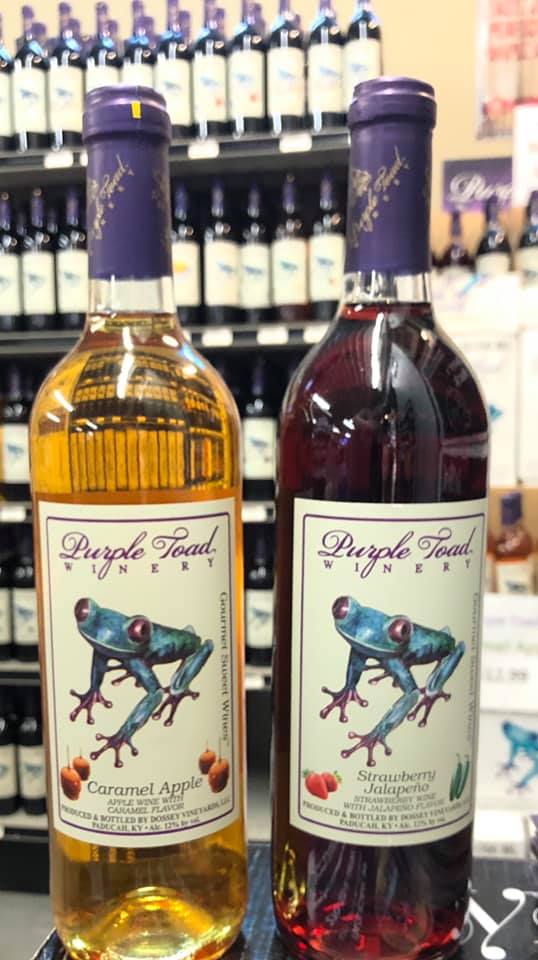 Purple Toad
WINERY
Gourmet Sweet Wines
Caramel Apple
APPLE WINE WITH
CARAMEL FLAVOR
PRODUCED & BOTTLED BY DOSSEY VINEYARDS, LLC
PADUCAH, KY • Alc. 12% by vol.
Purple Toad
Purple Toad
WINERY
Gourmet Sweet Wines
Strawberry
Jalapeño
STRAWBERRY WINE
WITH JALAPEÑO FLAVOR
PRODUCED & BOTTLED BY DOSSEY VINEYARDS, LLC
PADUCAH, KY • Alc. 12% by vol.
Purple Toad